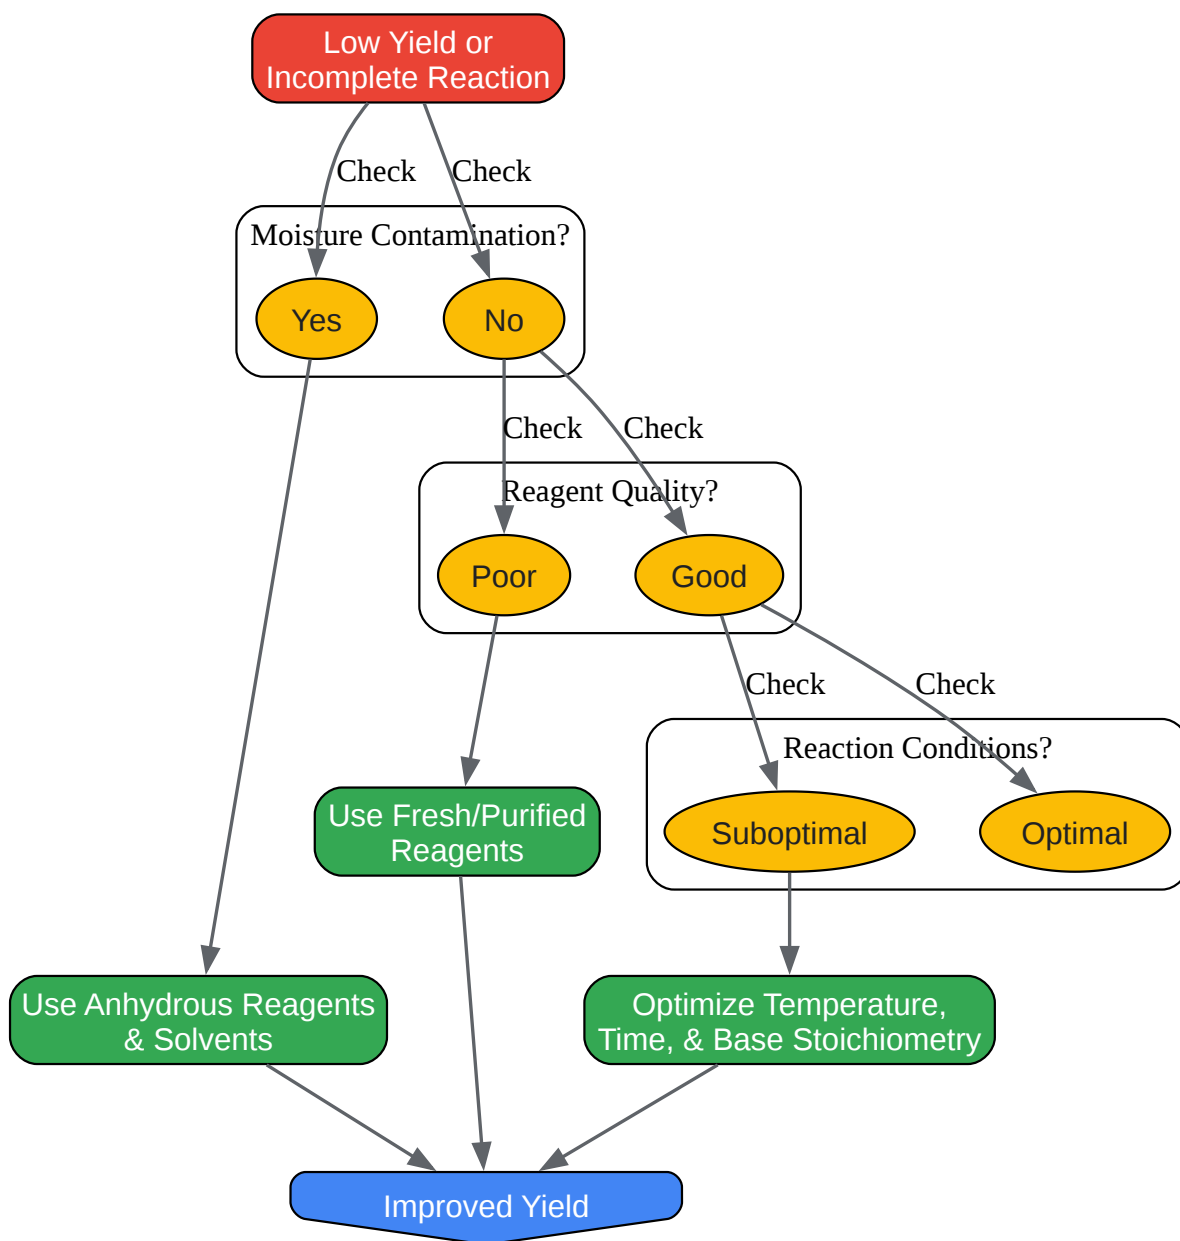 Low Yield or
Incomplete Reaction
Check
Check
Moisture Contamination?
Yes
No
Check
Check
Reagent Quality?
Poor
Good
Check
Check
Reaction Conditions?
Suboptimal
Optimal
Use Fresh/Purified
Reagents
Use Anhydrous Reagents
& Solvents
Optimize Temperature,
Time, & Base Stoichiometry
Improved Yield